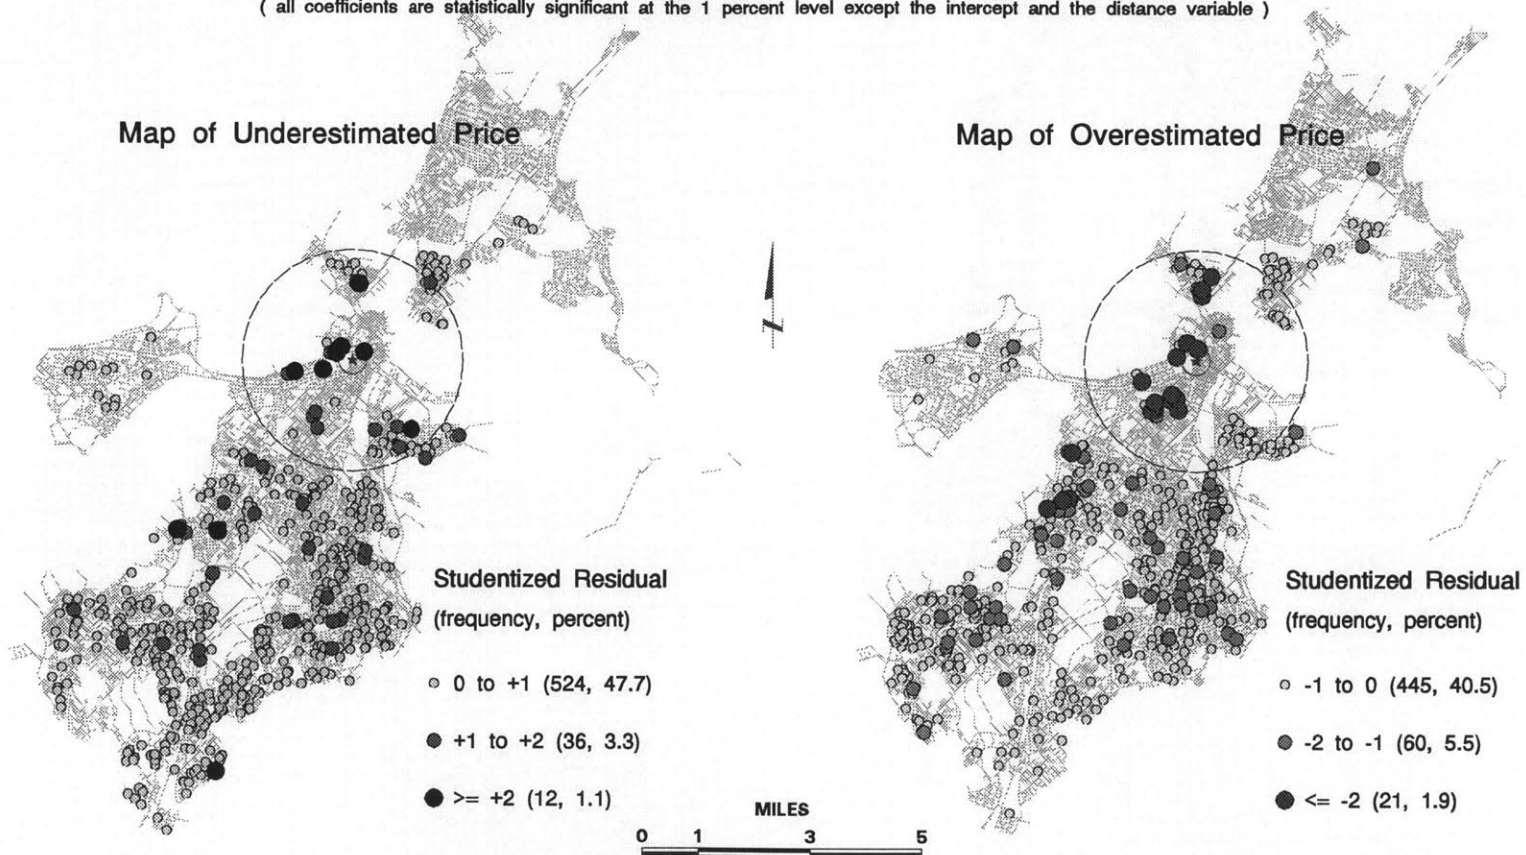 ( all coefficients are statistically significant at the 1 percent level except the intercept and the distance variable )
Map of Underestimated Price
Map of Overestimated Price
Studentized Residual
(frequency, percent)
0 to +1 (524, 47.7)
+1 to +2 (36, 3.3)
>= +2 (12, 1.1)
Studentized Residual
(frequency, percent)
-1 to 0 (445, 40.5)
-2 to -1 (60, 5.5)
<= -2 (21, 1.9)
MILES
0 1 3 5